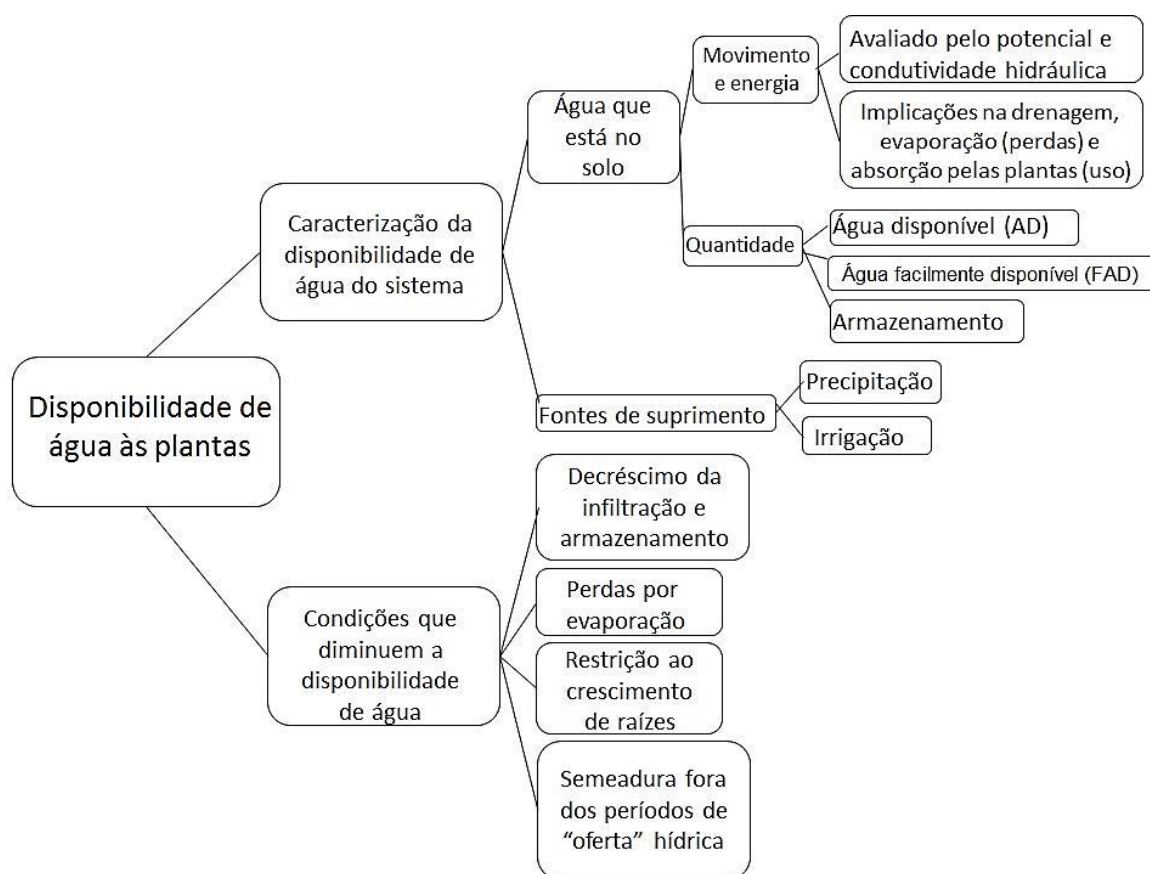 Disponibilidade de
água às plantas
Caracterização da
disponibilidade de
água do sistema
Água que
está no
solo
Movimento
e energia
Avaliado pelo potencial e
condutividade hidráulica
Implicações na drenagem,
evaporação (perdas) e
absorção pelas plantas (uso)
Quantidade
Água disponível (AD)
Água facilmente disponível (FAD)
Armazenamento
Fontes de suprimento
Precipitação
Irrigação
Condições que
diminuem a
disponibilidade
de água
Decréscimo da
infiltração e
armazenamento
Perdas por
evaporação
Restrição ao
crescimento
de raízes
Semeadura fora
dos períodos de
“oferta” hídrica